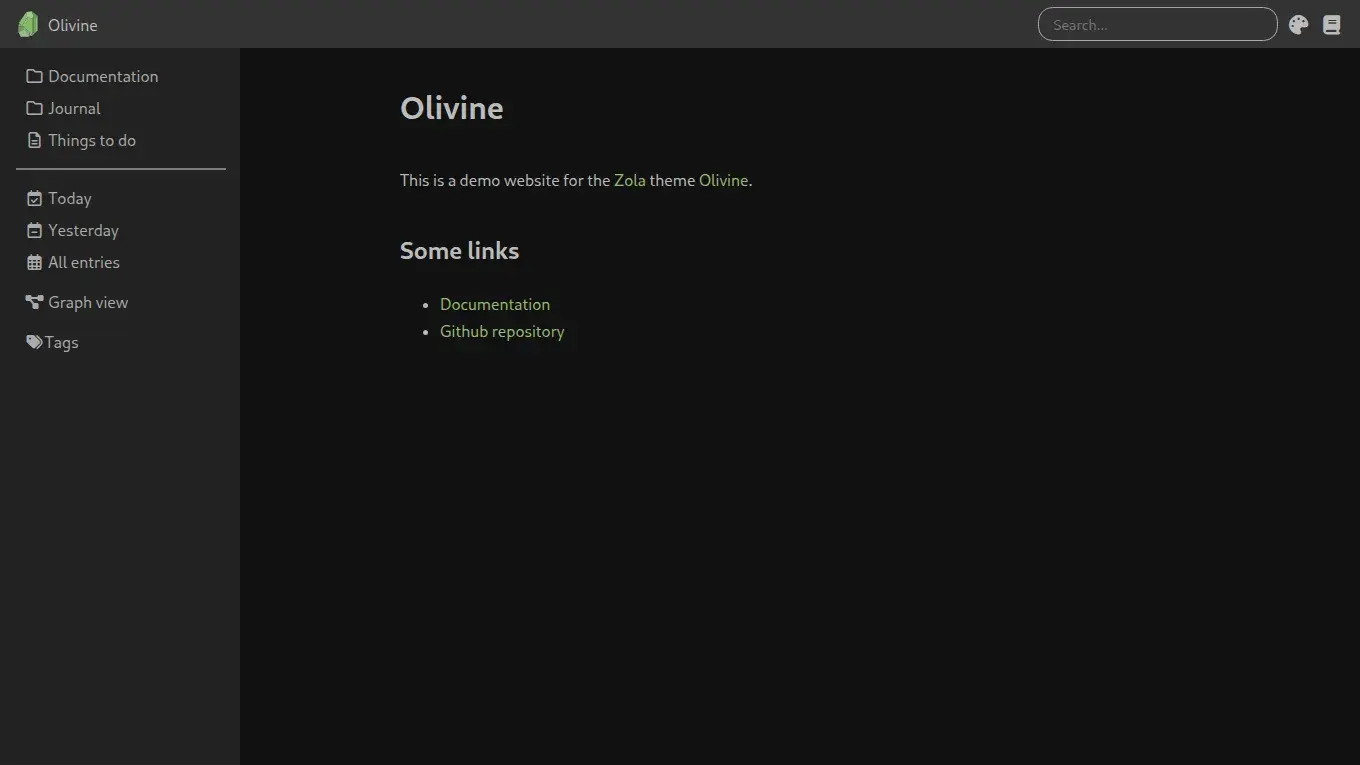 Olivine
Search...
Documentation
Journal
Things to do
Today
Yesterday
All entries
Graph view
Tags
Olivine
This is a demo website for the Zola theme Olivine.
Some links
Documentation
Github repository